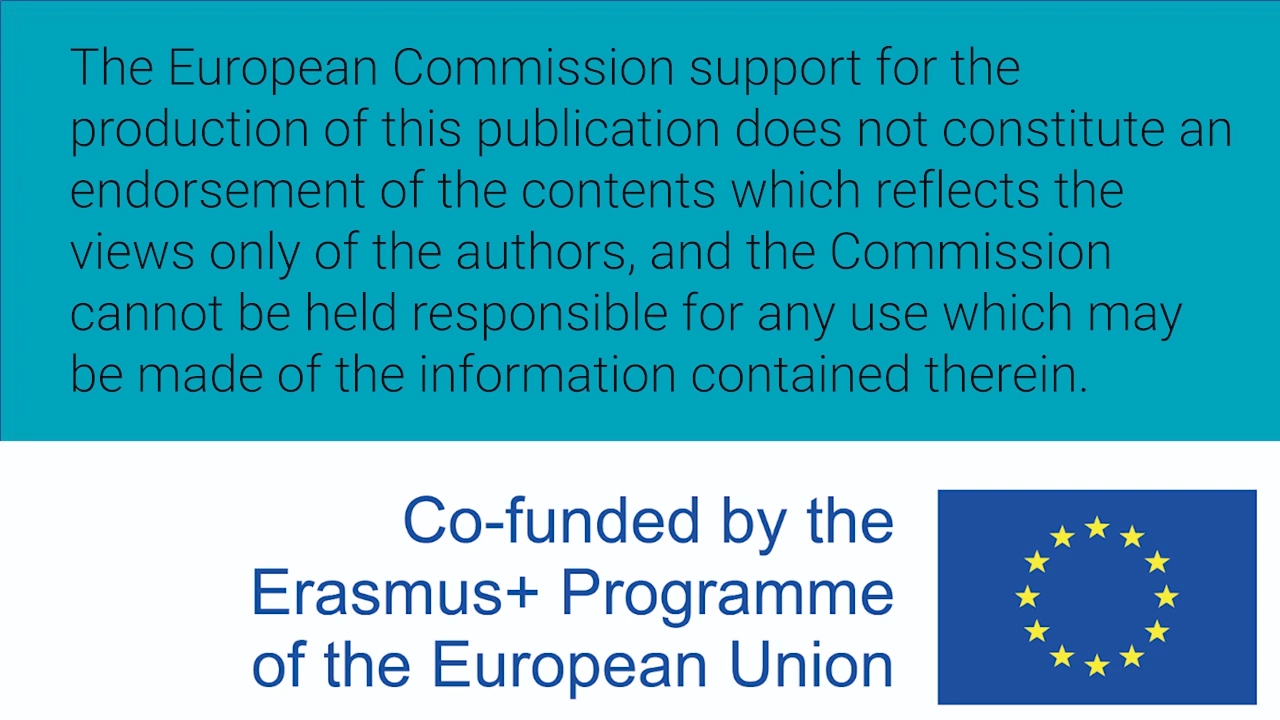 The European Commission support for the
production of this publication does not constitute an
endorsement of the contents which reflects the
views only of the authors, and the Commission
cannot be held responsible for any use which may
be made of the information contained therein.
Co-funded by the
Erasmus+ Programme
of the European Union